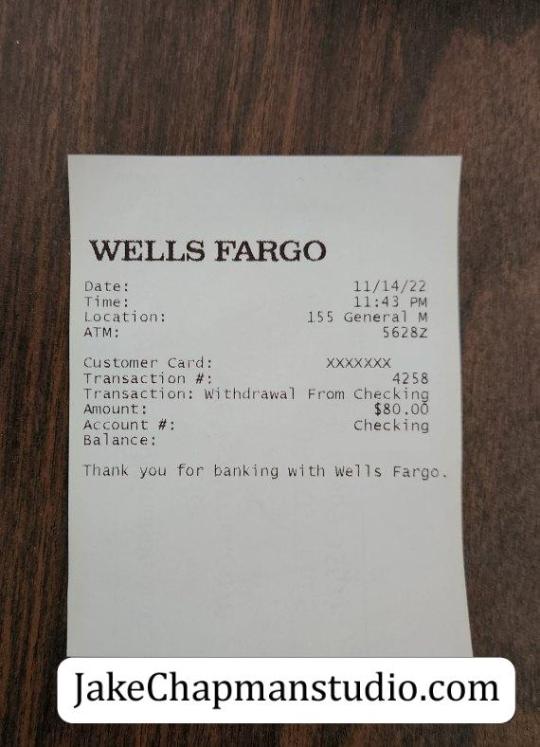 WELLS FARGO
Date: 11/14/22
Time: 11:43 PM
Location: 155 General M
ATM: 5628Z
Customer Card: XXXXXXX
Transaction #: 4258
Transaction: Withdrawal From Checking
Amount: $80.00
Account #: Checking
Balance:
Thank you for banking with Wells Fargo.
JakeChapmanstudio.com